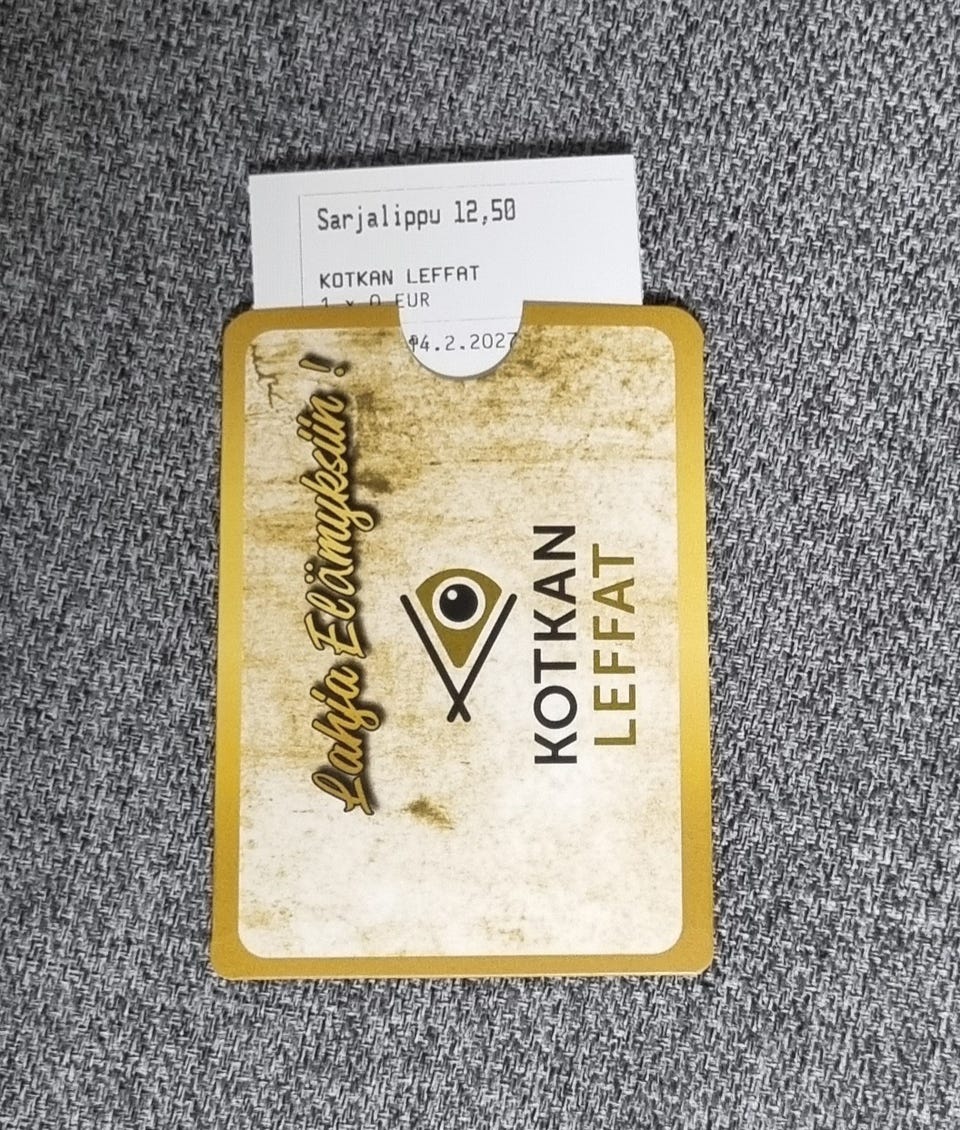 Sarjalippu 12,50
KOTKAN LEFFAT
1 x 0 EUR
4.2.2027
Lahja Elämyksiin !
KOTKAN
LEFFAT